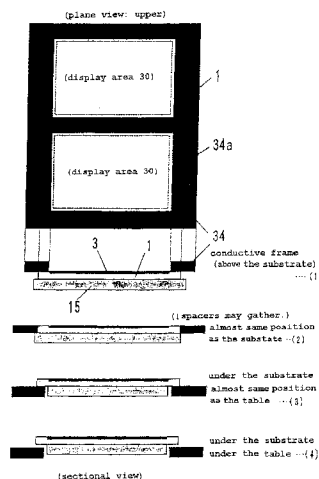 (plane view: upper)
(display area 30)
1
34a
(display area 30)
34
3
1
conductive frame
(above the substrate)
(1
15
(spacers may gather.)
almost same position
as the substate (2)
under the substrate
almost same position
as the table (3)
under the substrate
under the table (4)
(sectional view)